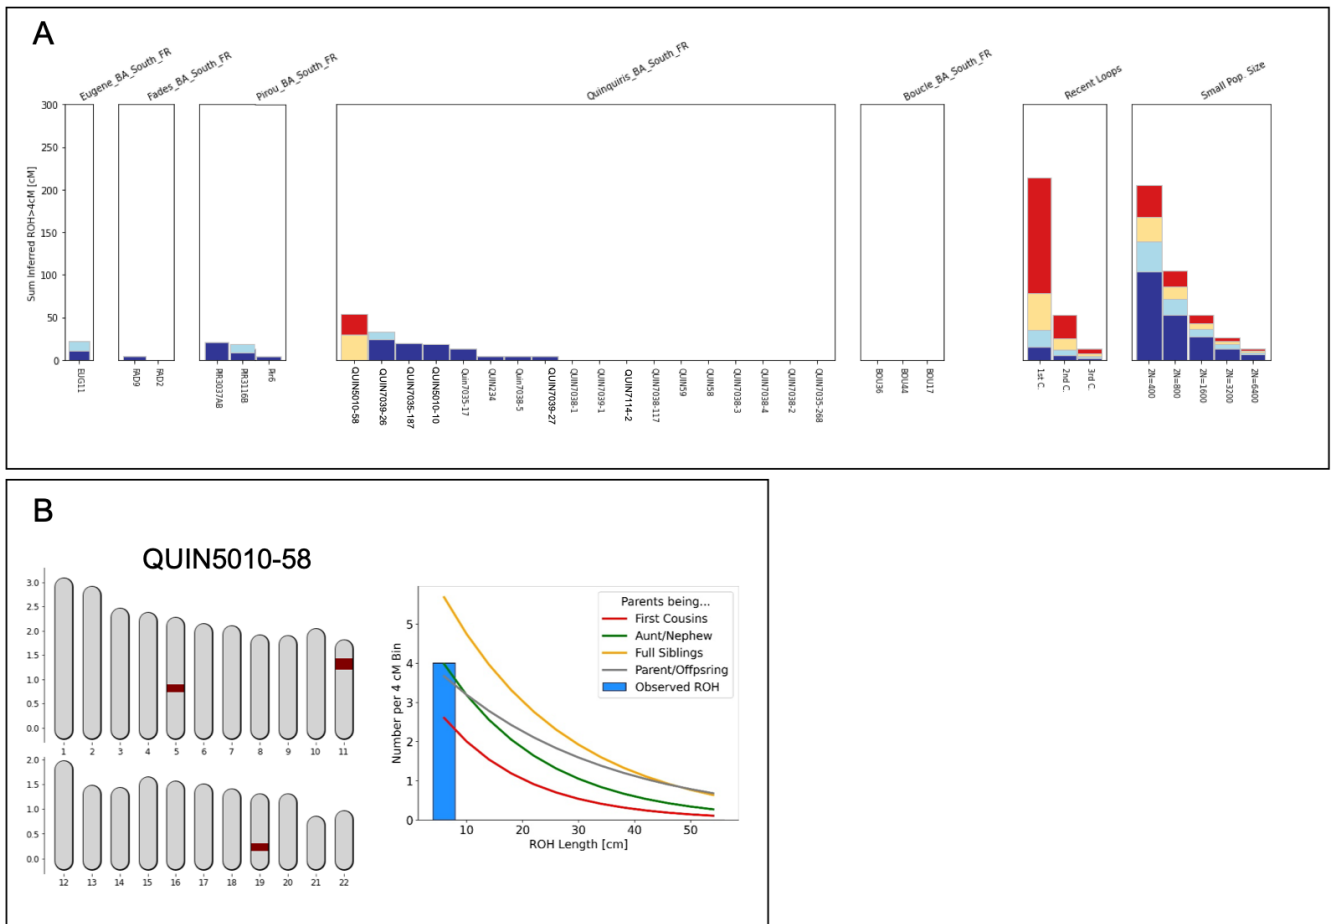 A
Eugene_BA_South_FR
Fades_BA_South_FR
Pirou_BA_South_FR
Quinquiris_BA_South_FR
Boucle_BA_South_FR
Recent Loops
Small Pop. Size
Sum Inferred ROH>4cM [cM]
300
250
200
150
100
50
0
EUG11
FAD9
FAD2
PIR3037AB
PIR3116B
Pir6
QUIN5010-58
QUIN7039-26
QUIN7035-187
QUIN5010-10
Quin7035-17
QUIN234
Quin7038-5
QUIN7039-27
QUIN7038-1
QUIN7039-1
QUIN7114-2
QUIN7038-117
QUIN59
QUIN58
QUIN7038-3
QUIN7038-4
QUIN7038-2
QUIN7035-268
BOU36
BOU44
BOU17
1st C.
2nd C.
3rd C.
2N=400
2N=800
2N=1600
2N=3200
2N=6400
B
QUIN5010-58
3.0
2.5
2.0
1.5
1.0
0.5
0.0
1 2 3 4 5 6 7 8 9 10 11
2.0
1.5
1.0
0.5
0.0
12 13 14 15 16 17 18 19 20 21 22
Number per 4 cM Bin
5
4
3
2
1
0
10 20 30 40 50
ROH Length [cm]
Parents being...
First Cousins
Aunt/Nephew
Full Siblings
Parent/Offpsring
Observed ROH